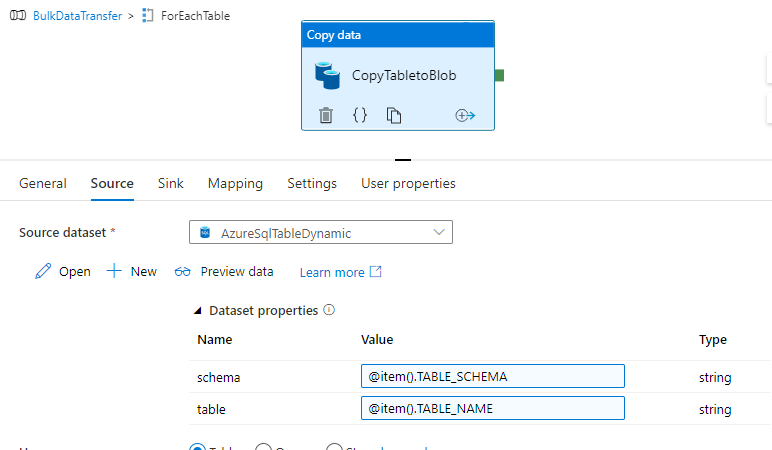 BulkDataTransfer > ForEachTable
Copy data
CopyTabletoBlob
General Source Sink Mapping Settings User properties
Source dataset * AzureSqlTableDynamic
Open New Preview data Learn more
Dataset properties
Name Value Type
schema @item().TABLE_SCHEMA string
table @item().TABLE_NAME string